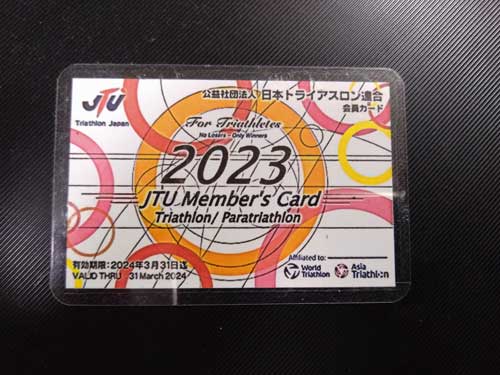 JTU
Triathlon Japan
公益社団法人 日本トライアスロン連合
会員カード
For Triathletes
No Losers - Only Winners
2023
JTU Member's Card
Triathlon/ Paratriathlon
有効期限：2024年3月31日迄
VALID THRU 31 March 2024
Affiliated to:
World Triathlon
Asia Triathlon